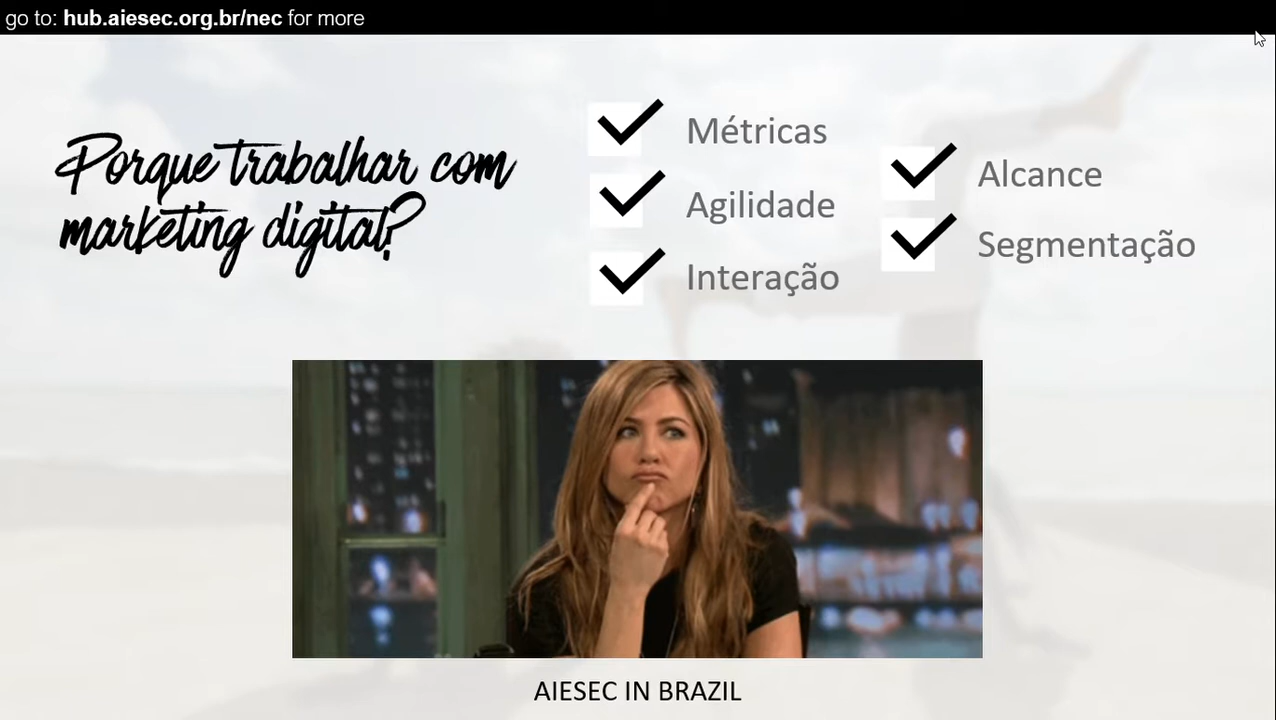 go to: hub.aiesec.org.br/nec for more
Porque trabalhar com
marketing digital?
Métricas
Agilidade
Interação
Alcance
Segmentação
AIESEC IN BRAZIL